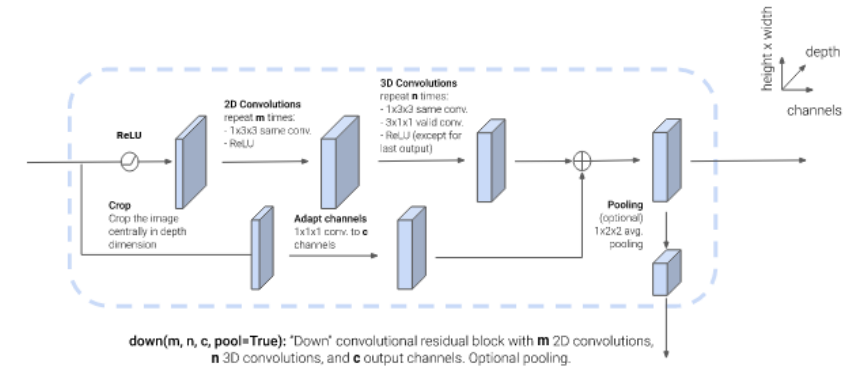 height x width
depth
channels
ReLU
2D Convolutions
repeat m times:
- 1x3x3 same conv.
- ReLU
3D Convolutions
repeat n times:
- 1x3x3 same conv.
- 3x1x1 valid conv.
- ReLU (except for
last output)
Crop
Crop the image
centrally in depth
dimension
Adapt channels
1x1x1 conv. to c
channels
Pooling
(optional)
1x2x2 avg.
pooling
down(m, n, c, pool=True): "Down" convolutional residual block with m 2D convolutions,
n 3D convolutions, and c output channels. Optional pooling.